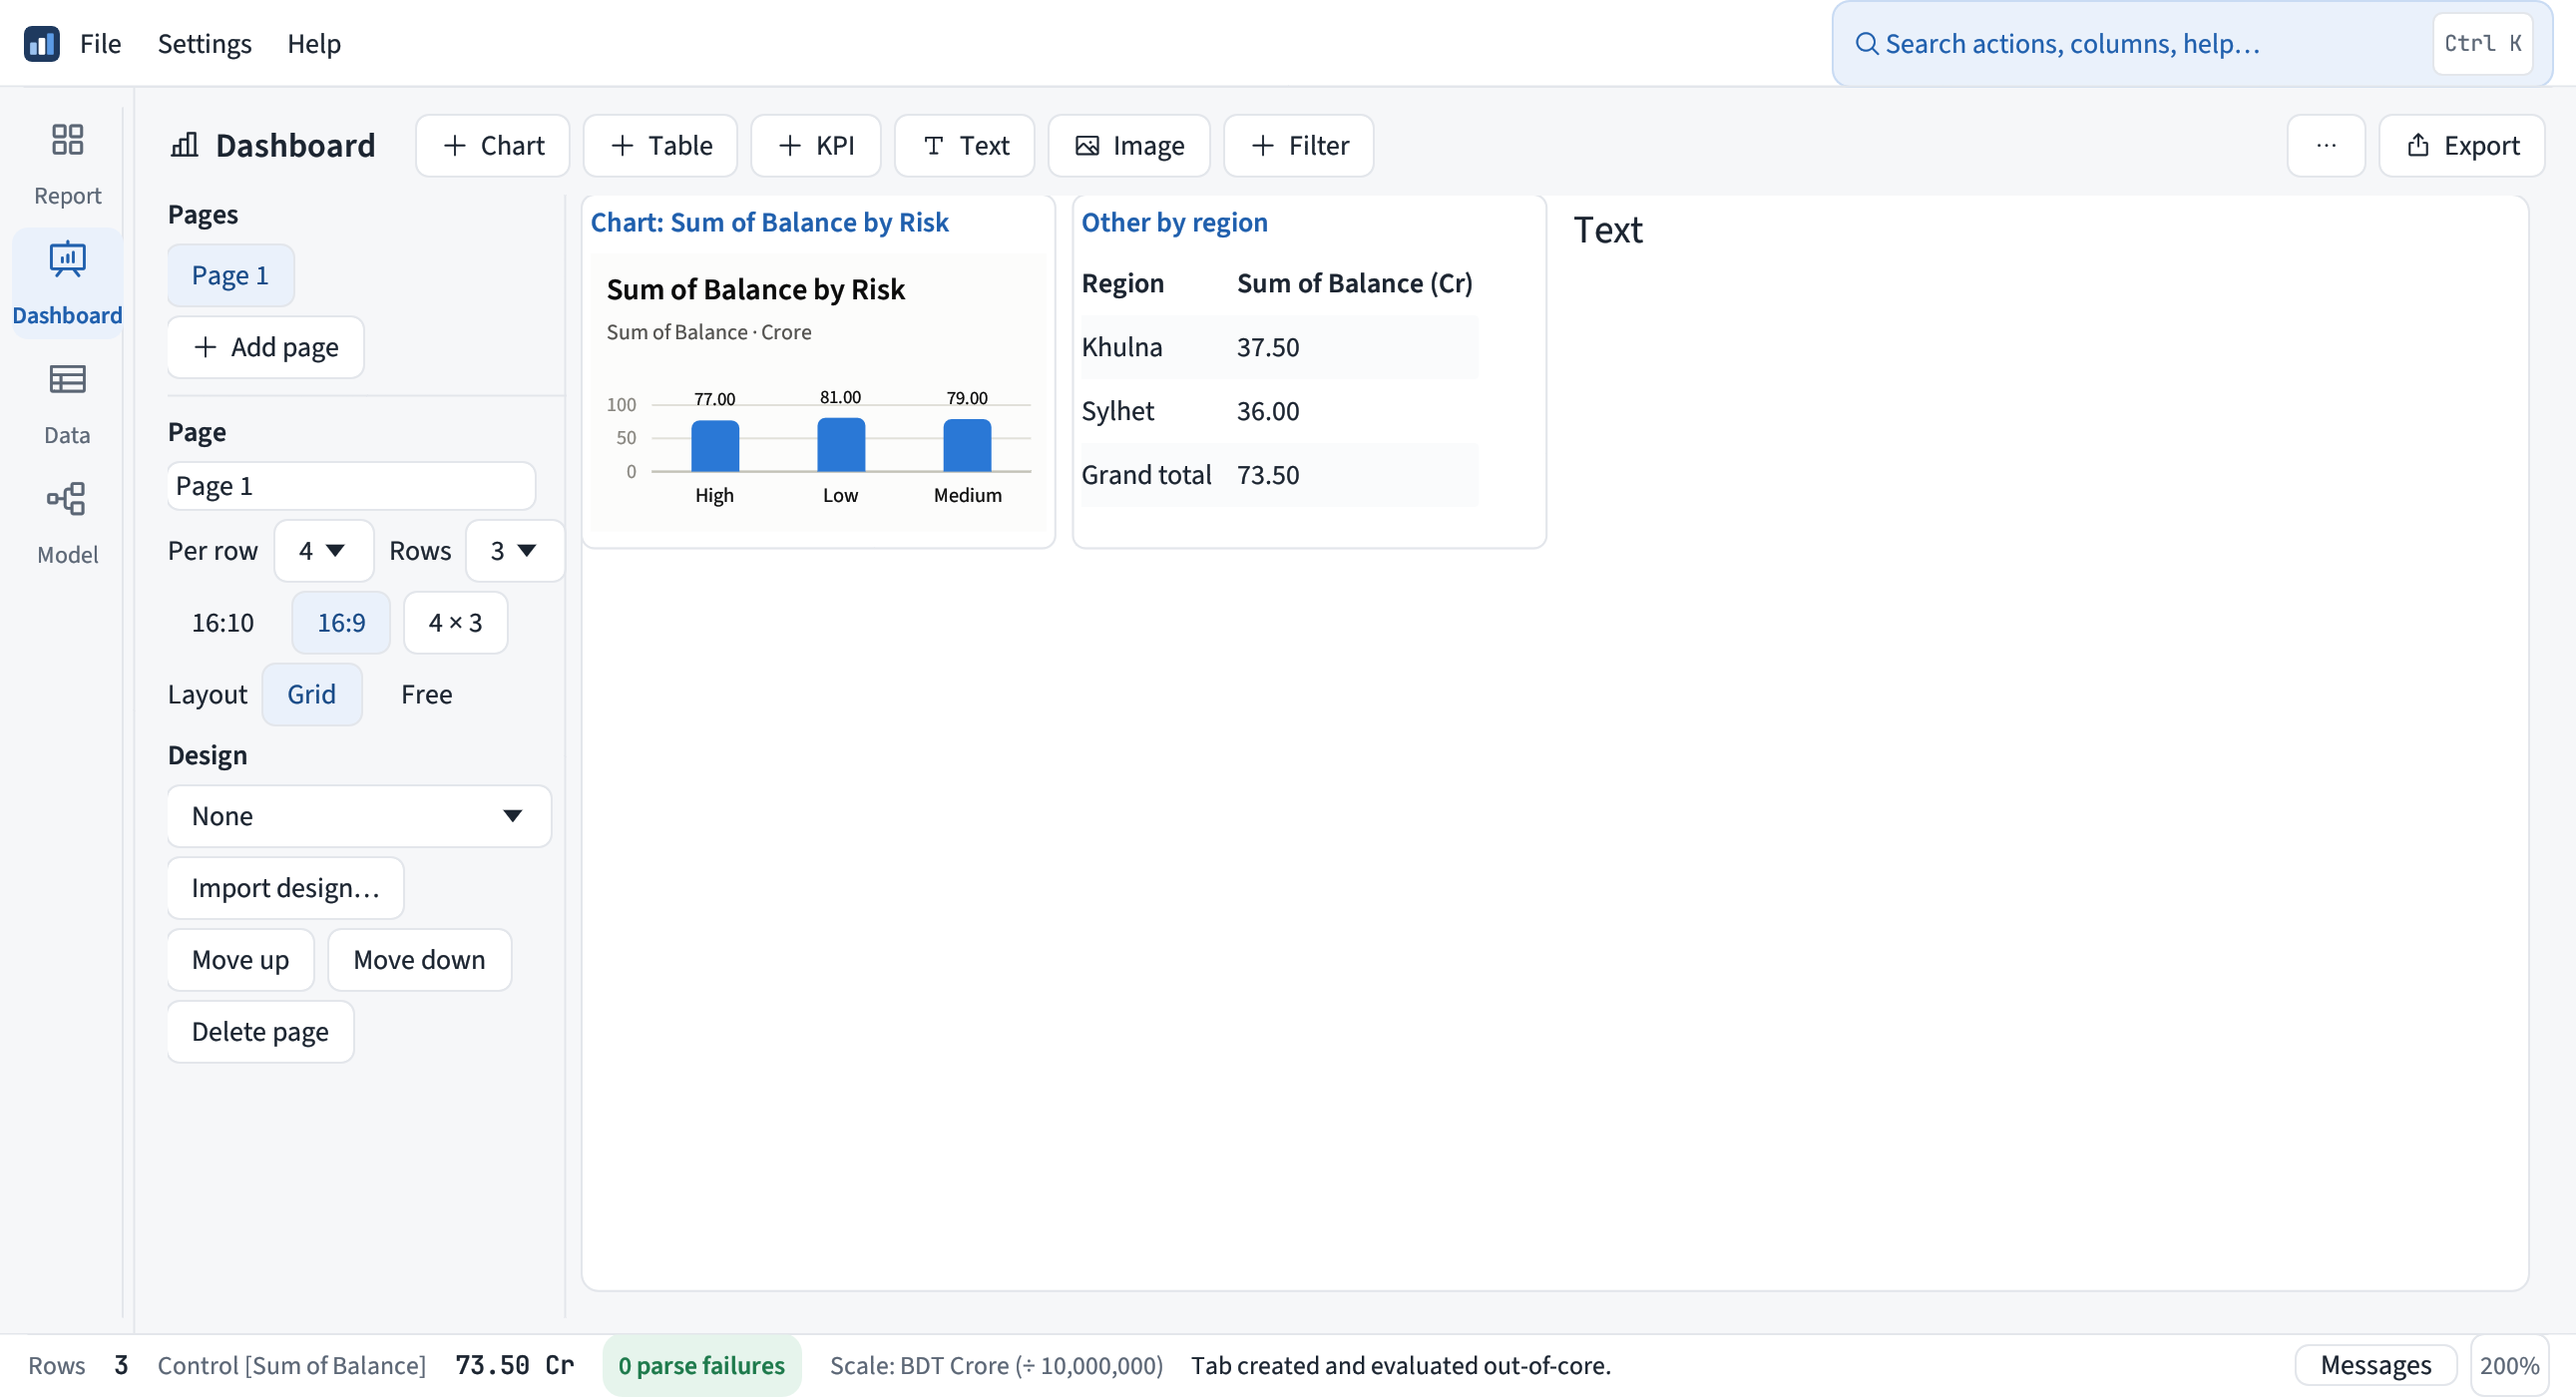 File Settings Help
Search actions, columns, help...
Ctrl K
Report
Dashboard
Data
Model
Dashboard
Chart
Table
KPI
Text
Image
Filter
...
Export
Pages
Page 1
Add page
Page
Page 1
Per row 4 Rows 3
16:10 16:9 4 × 3
Layout Grid Free
Design
None
Import design...
Move up Move down
Delete page
Chart: Sum of Balance by Risk
Sum of Balance by Risk
Sum of Balance · Crore
100
50
0
77.00 81.00 79.00
High Low Medium
Other by region
Region Sum of Balance (Cr)
Khulna 37.50
Sylhet 36.00
Grand total 73.50
Text
Rows 3 Control [Sum of Balance] 73.50 Cr 0 parse failures Scale: BDT Crore (÷ 10,000,000) Tab created and evaluated out-of-core. Messages 200%